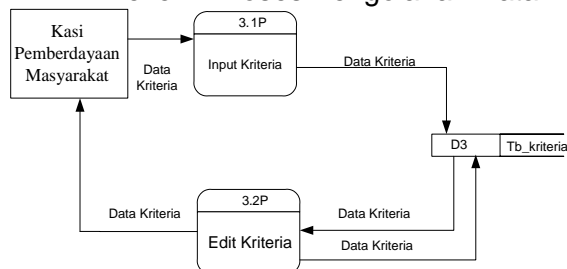 3.1P
Kasi
Pemberdayaan
Masyarakat
Input Kriteria
Data
Kriteria
Data Kriteria
D3
Tb_kriteria
3.2P
Edit Kriteria
Data Kriteria
Data Kriteria
Data Kriteria